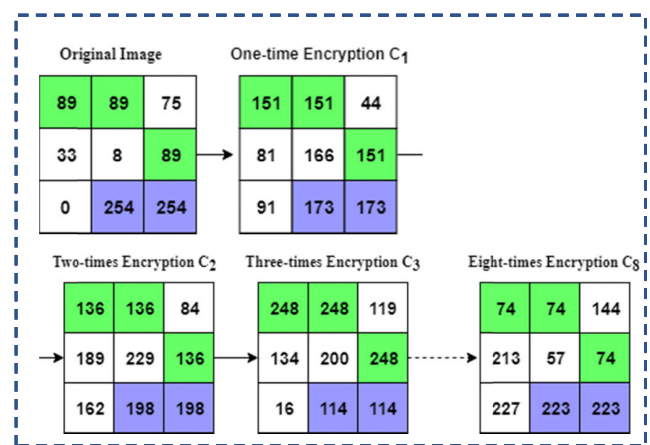 Original Image
One-time Encryption C1
89 89 75
151 151 44
33 8 89
81 166 151
0 254 254
91 173 173
Two-times Encryption C2
Three-times Encryption C3
Eight-times Encryption C8
136 136 84
248 248 119
74 74 144
189 229 136
134 200 248
213 57 74
162 198 198
16 114 114
227 223 223